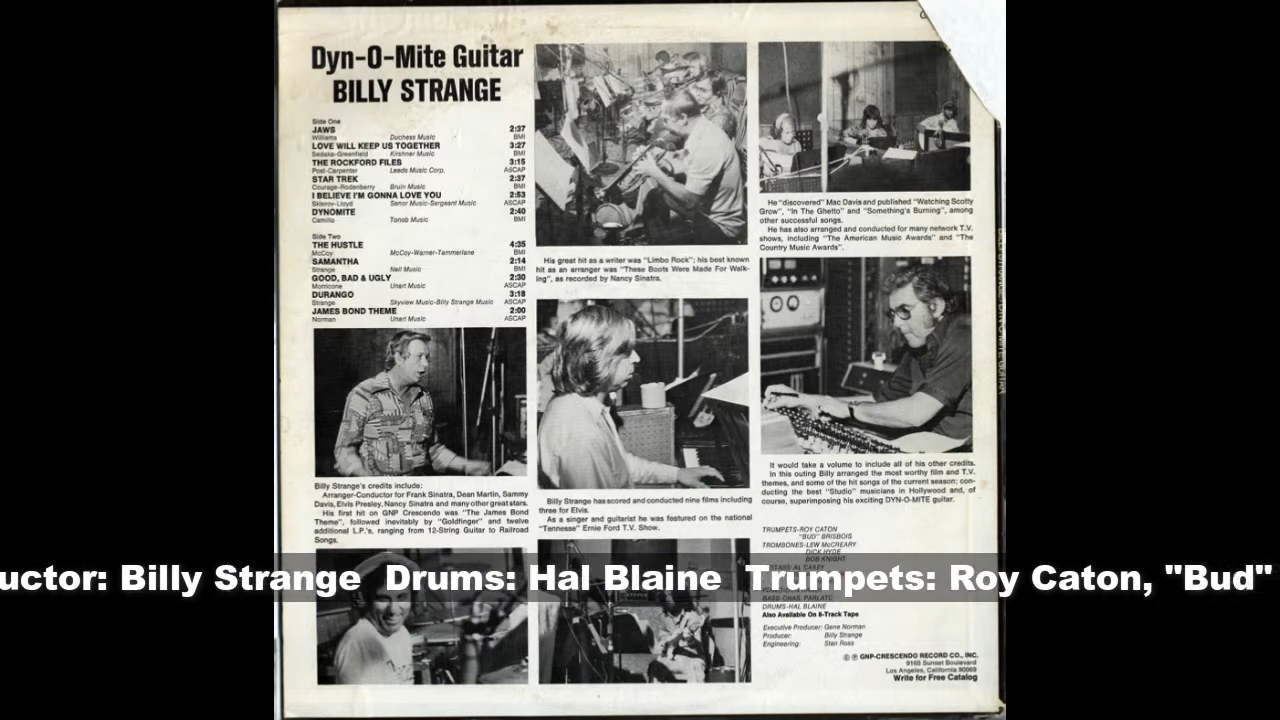 Dyn-O-Mite Guitar
BILLY STRANGE
Side One
JAWS 2:37
Williams Duchess Music BMI
LOVE WILL KEEP US TOGETHER 3:27
Sedaka-Greenfield Kirshner Music BMI
THE ROCKFORD FILES 3:15
Post-Carpenter Leeds Music Corp. ASCAP
STAR TREK 2:37
Courage-Rodenberry Bruin Music BMI
I BELIEVE I'M GONNA LOVE YOU 2:53
Sklerov-Lloyd Senor Music-Sergeant Music ASCAP
DYNOMITE 2:40
Camillo Tonob Music BMI
Side Two
THE HUSTLE 4:35
McCoy McCoy-Warner-Tammerlane BMI
SAMANTHA 2:14
Strange Nell Music BMI
GOOD, BAD & UGLY 2:30
Morricone Unart Music BMI
DURANGO 3:18
Strange Skyview Music-Billy Strange Music ASCAP
JAMES BOND THEME 2:00
Norman Unart Music ASCAP
Billy Strange's credits include:
Arranger-Conductor for Frank Sinatra, Dean Martin, Sammy
Davis, Elvis Presley, Nancy Sinatra and many other great stars.
His first hit on GNP Crescendo was "The James Bond
Theme", followed inevitably by "Goldfinger" and twelve
additional L.P.'s, ranging from 12-String Guitar to Railroad
Songs.
His great hit as a writer was "Limbo Rock"; his best known
hit as an arranger was "These Boots Were Made For Walk-
ing", as recorded by Nancy Sinatra.
Billy Strange has scored and conducted nine films including
three for Elvis.
As a singer and guitarist he was featured on the national
"Tennesse" Ernie Ford T.V. Show.
He "discovered" Mac Davis and published "Watching Scotty
Grow", "In The Ghetto" and "Something's Burning", among
other successful songs.
He has also arranged and conducted for many network T.V.
shows, including "The American Music Awards" and "The
Country Music Awards".
It would take a volume to include all of his other credits.
In this outing Billy arranged the most worthy film and T.V.
themes, and some of the hit songs of the current season; con-
ducting the best "Studio" musicians in Hollywood and, of
course, superimposing his exciting DYN-O-MITE guitar.
TRUMPETS-ROY CATON
"BUD" BRISBOIS
TROMBONES-LEW McCREARY
DICK HYDE
BOB KNIGHT
uctor: Billy Strange Drums: Hal Blaine Trumpets: Roy Caton, "Bud"
DRUMS-HAL BLAINE
Also Available On 8-Track Tape
Executive Producer: Gene Norman
Producer: Billy Strange
Engineering: Stan Ross
© ℗ GNP-CRESCENDO RECORD CO., INC.
9165 Sunset Boulevard
Los Angeles, California 90069
Write for Free Catalog